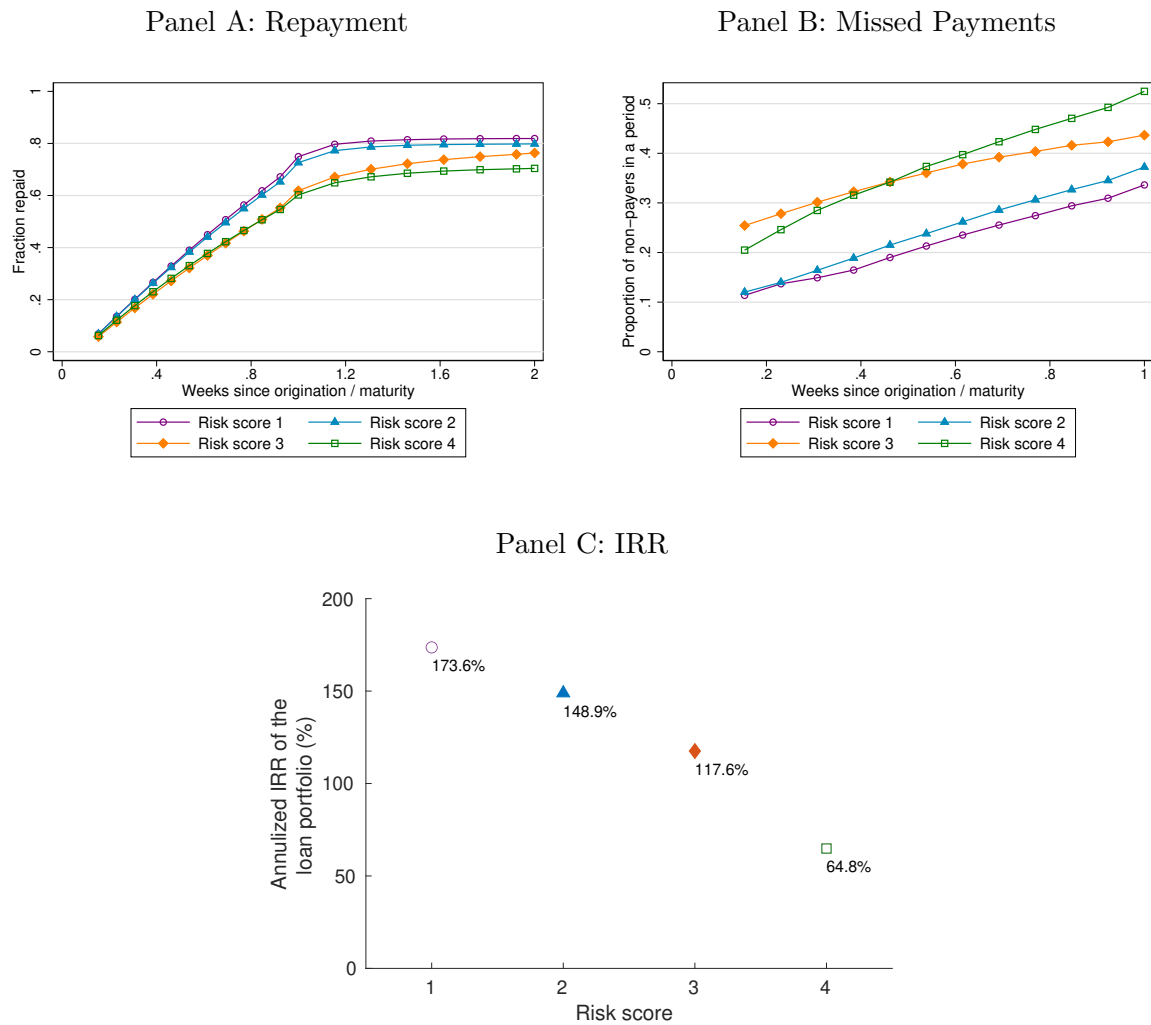 Panel A: Repayment
Fraction repaid
1
.8
.6
.4
.2
0
0 .4 .8 1.2 1.6 2
Weeks since origination / maturity
Risk score 1 Risk score 2
Risk score 3 Risk score 4
Panel B: Missed Payments
Proportion of non−payers in a period
.5
.4
.3
.2
.1
0
0 .2 .4 .6 .8 1
Weeks since origination / maturity
Risk score 1 Risk score 2
Risk score 3 Risk score 4
Panel C: IRR
Annulized IRR of the
loan portfolio (%)
200
150
100
50
0
173.6%
148.9%
117.6%
64.8%
1 2 3 4
Risk score